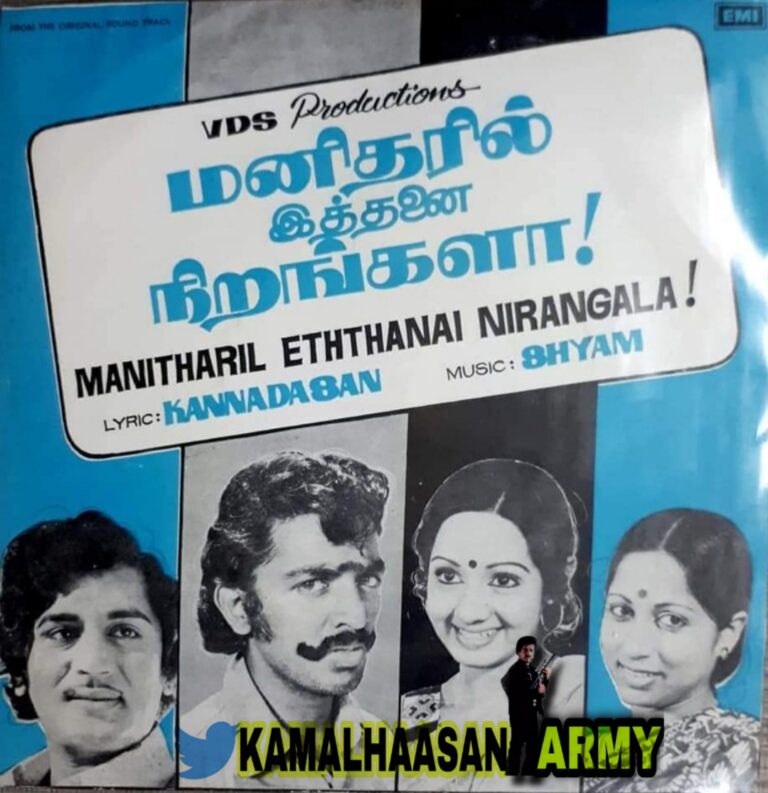 FROM THE ORIGINAL SOUND TRACK
EMI
VDS Productions
மனிதரில்
இத்தனை
நிறங்களா!
MANITHARIL ETHTHANAI NIRANGALA!
LYRIC: KANNADASAN
MUSIC: SHYAM
KAMALHAASAN ARMY